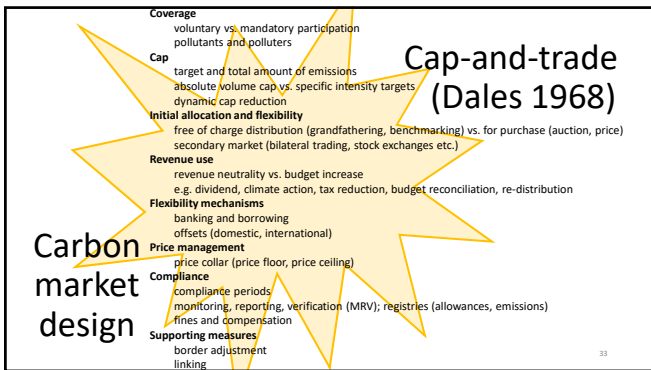 Coverage
voluntary vs. mandatory participation
pollutants and polluters
Cap
target and total amount of emissions
absolute volume cap vs. specific intensity targets
dynamic cap reduction
Initial allocation and flexibility
free of charge distribution (grandfathering, benchmarking) vs. for purchase (auction, price)
secondary market (bilateral trading, stock exchanges etc.)
Revenue use
revenue neutrality vs. budget increase
e.g. dividend, climate action, tax reduction, budget reconciliation, re-distribution
Flexibility mechanisms
banking and borrowing
offsets (domestic, international)
Price management
price collar (price floor, price ceiling)
Compliance
compliance periods
monitoring, reporting, verification (MRV); registries (allowances, emissions)
fines and compensation
Supporting measures
border adjustment
linking
Cap-and-trade
(Dales 1968)
Carbon
market
design
33